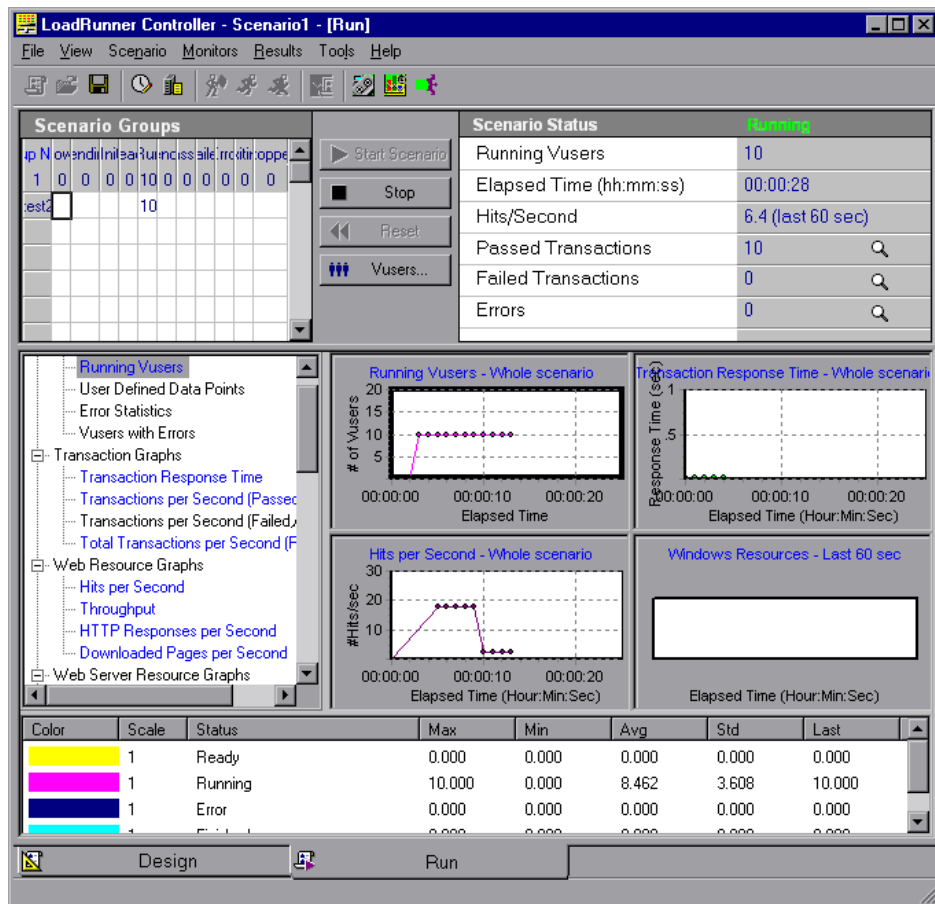 LoadRunner Controller - Scenario1 - [Run]
File View Scenario Monitors Results Tools Help
Scenario Groups
1 0 0 0 0 10 0 0 0 0 0 0
10
Start Scenario
Stop
Reset
Vusers...
Scenario Status Running
Running Vusers 10
Elapsed Time (hh:mm:ss) 00:00:28
Hits/Second 6.4 (last 60 sec)
Passed Transactions 10
Failed Transactions 0
Errors 0
Running Vusers
User Defined Data Points
Error Statistics
Vusers with Errors
Transaction Graphs
Transaction Response Time
Transactions per Second (Passed
Transactions per Second (Failed,
Total Transactions per Second (
Web Resource Graphs
Hits per Second
Throughput
HTTP Responses per Second
Downloaded Pages per Second
Web Server Resource Graphs
Running Vusers - Whole scenario
# of Vusers
20
15
10
5
00:00:00 00:00:10 00:00:20
Elapsed Time
Transaction Response Time - Whole scenari
Response Time (sec)
1
.5
00:00:00 00:00:10 00:00:20
Elapsed Time (Hour:Min:Sec)
Hits per Second - Whole scenario
#Hits/sec
30
20
10
00:00:00 00:00:10 00:00:20
Elapsed Time (Hour:Min:Sec)
Windows Resources - Last 60 sec
Elapsed Time (Hour:Min:Sec)
Color Scale Status Max Min Avg Std Last
1 Ready 0.000 0.000 0.000 0.000 0.000
1 Running 10.000 0.000 8.462 3.608 10.000
1 Error 0.000 0.000 0.000 0.000 0.000
Design
Run